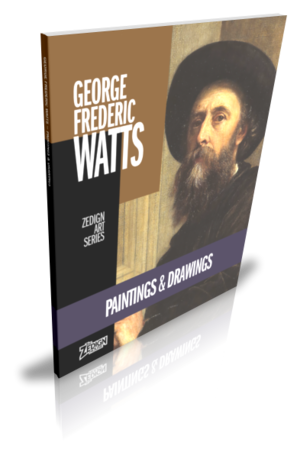 GEORGE
FREDERIC
WATTS
ZEDIGN
ART
SERIES
PAINTINGS & DRAWINGS
ZEDIGN